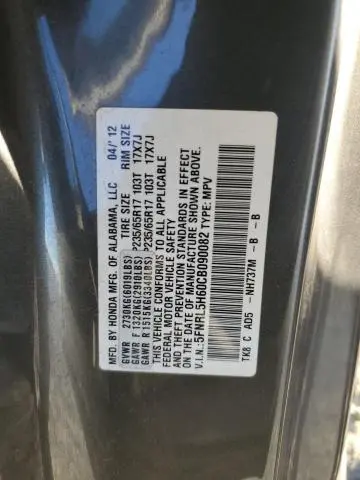 MFD. BY HONDA MFG. OF ALABAMA, LLC 04/'12
GVWR 2730KG(6019LBS) TIRE SIZE RIM SIZE
GAWR F 1320KG(2910LBS) P235/65R17 103T 17X7J
GAWR R 1515KG(3340LBS) P235/65R17 103T 17X7J
THIS VEHICLE CONFORMS TO ALL APPLICABLE
FEDERAL MOTOR VEHICLE SAFETY
AND THEFT PREVENTION STANDARDS IN EFFECT
ON THE DATE OF MANUFACTURE SHOWN ABOVE.
V.I.N.: 5FNRL5H60CB090082 TYPE: MPV
TK8 C AD5 - NH737M - B - B